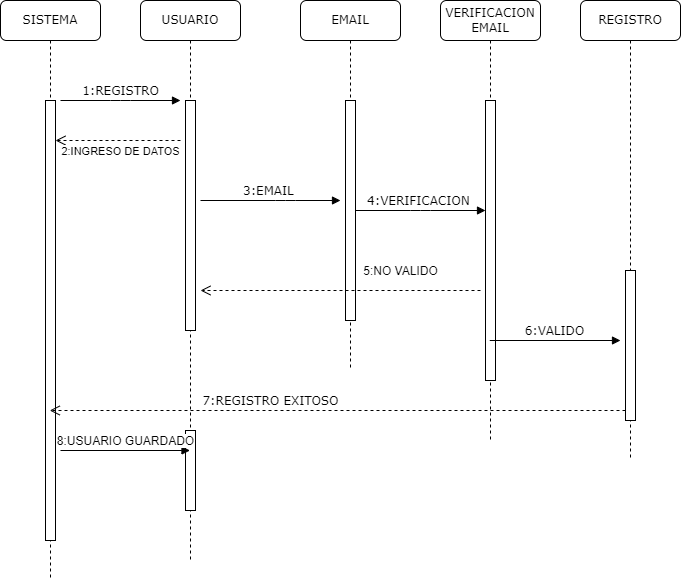 SISTEMA
USUARIO
EMAIL
VERIFICACION
EMAIL
REGISTRO
1:REGISTRO
2:INGRESO DE DATOS
3:EMAIL
4:VERIFICACION
5:NO VALIDO
6:VALIDO
7:REGISTRO EXITOSO
8:USUARIO GUARDADO